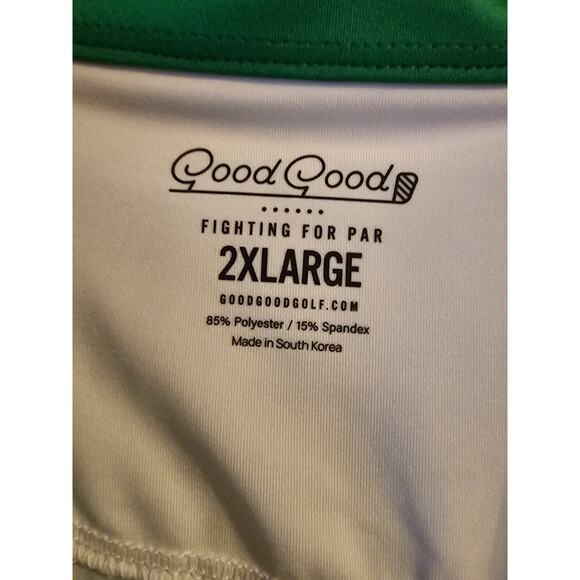 Good Good
FIGHTING FOR PAR
2XLARGE
GOODGOODGOLF.COM
85% Polyester / 15% Spandex
Made in South Korea